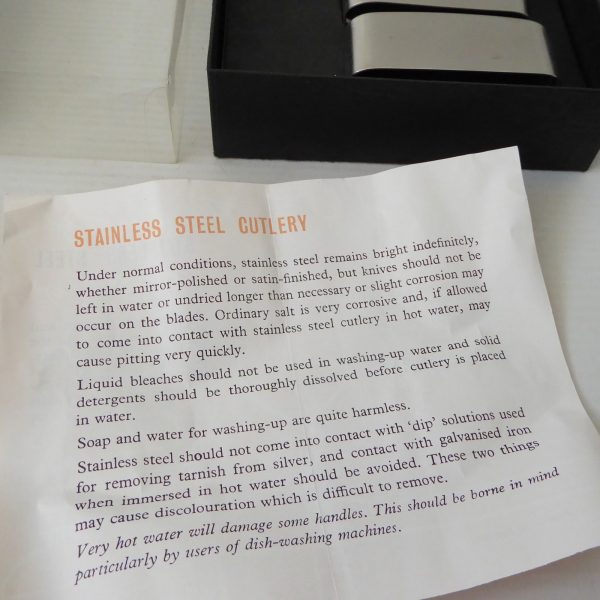 STAINLESS STEEL CUTLERY
Under normal conditions, stainless steel remains bright indefinitely,
whether mirror-polished or satin-finished, but knives should not be
left in water or undried longer than necessary or slight corrosion may
occur on the blades. Ordinary salt is very corrosive and, if allowed
to come into contact with stainless steel cutlery in hot water, may
cause pitting very quickly.
Liquid bleaches should not be used in washing-up water and solid
detergents should be thoroughly dissolved before cutlery is placed
in water.
Soap and water for washing-up are quite harmless.
Stainless steel should not come into contact with ‘dip’ solutions used
for removing tarnish from silver, and contact with galvanised iron
when immersed in hot water should be avoided. These two things
may cause discolouration which is difficult to remove.
Very hot water will damage some handles. This should be borne in mind
particularly by users of dish-washing machines.